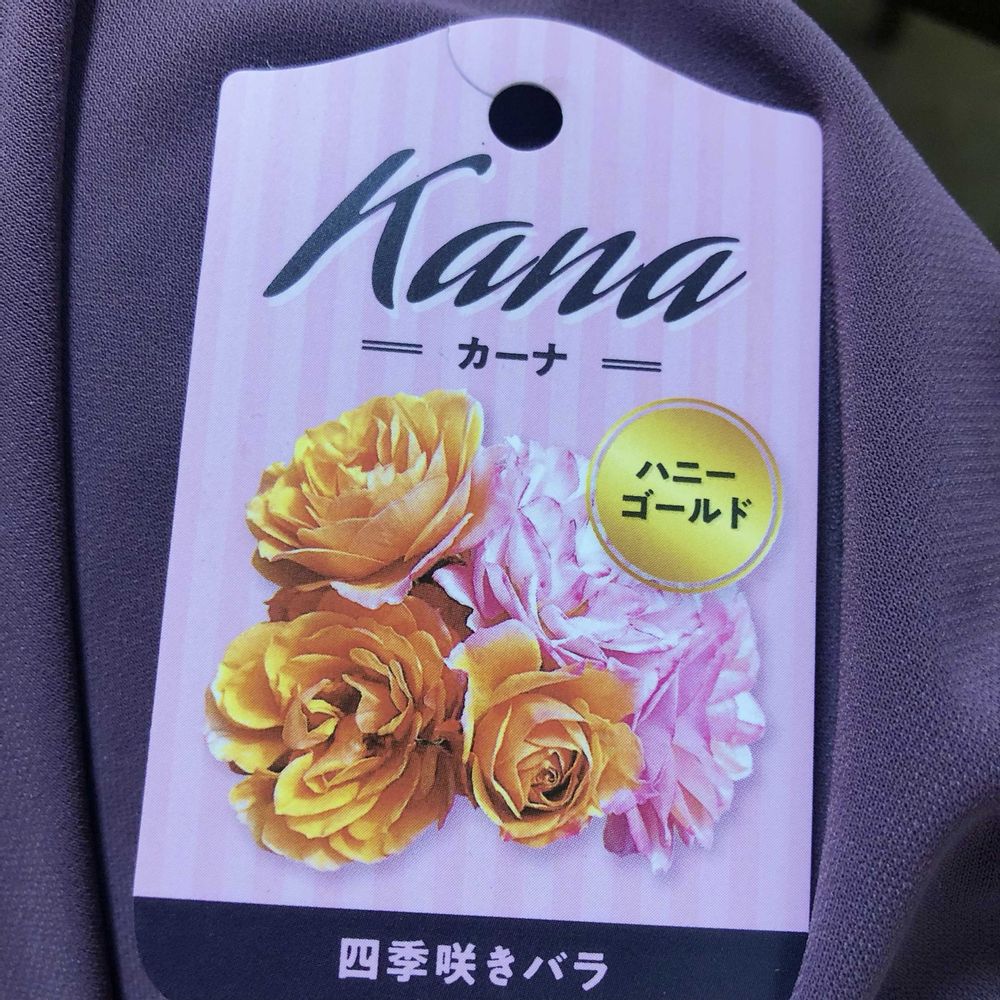 Kana
カーナ
ハニー
ゴールド
四季咲きバラ